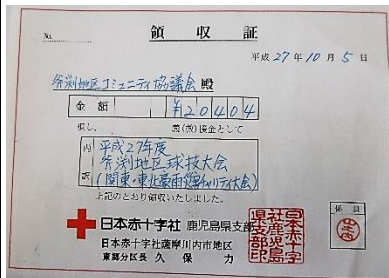 No.
領収証
平成27年10月5日
斧渕地区コミュニティ協議会 殿
金額 ¥20404
但し、 義(救)援金として
内訳
平成27年度
斧渕地区球技大会
(関東・東北豪雨災害チャリティ大会)
上記のとおり領収いたしました。
日本赤十字社 鹿児島県支部
日本赤十字社薩摩川内市地区
東郷分区長 久保 力
日本赤十字社鹿児島県支部印
係員